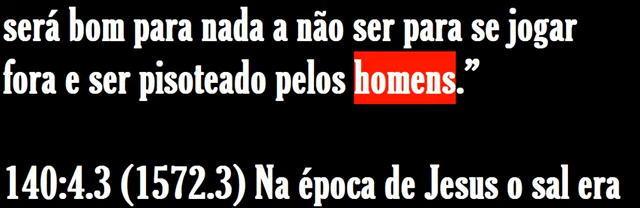 será bom para nada a não ser para se jogar
fora e ser pisoteado pelos homens.”
140:4.3 (1572.3) Na época de Jesus o sal era